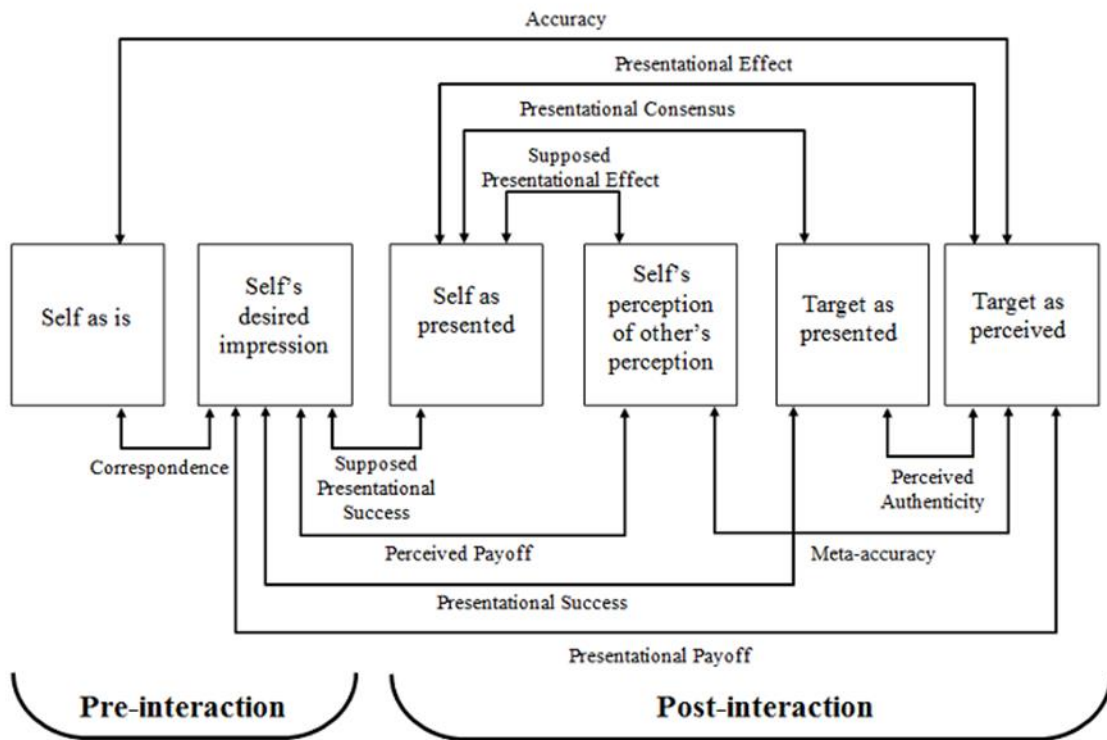 Accuracy
Presentational Effect
Presentational Consensus
Supposed
Presentational Effect
Self as is
Self's
desired
impression
Self as
presented
Self's
perception
of other's
perception
Target as
presented
Target as
perceived
Correspondence
Supposed
Presentational
Success
Perceived
Authenticity
Perceived Payoff
Meta-accuracy
Presentational Success
Presentational Payoff
Pre-interaction
Post-interaction